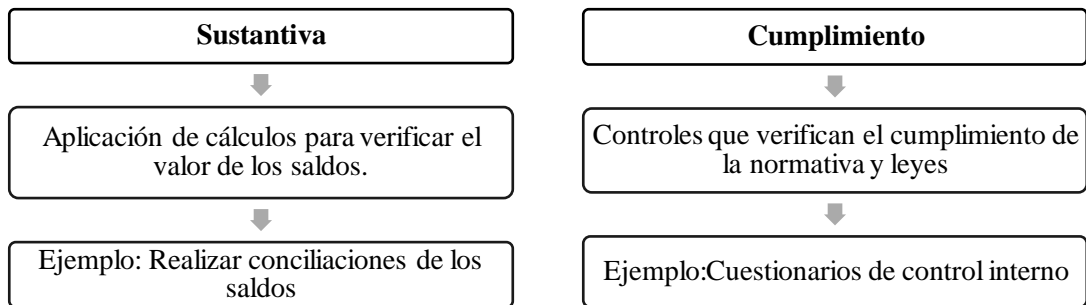 Sustantiva
Aplicación de cálculos para verificar el
valor de los saldos.
Ejemplo: Realizar conciliaciones de los
saldos
Cumplimiento
Controles que verifican el cumplimiento de
la normativa y leyes
Ejemplo:Cuestionarios de control interno